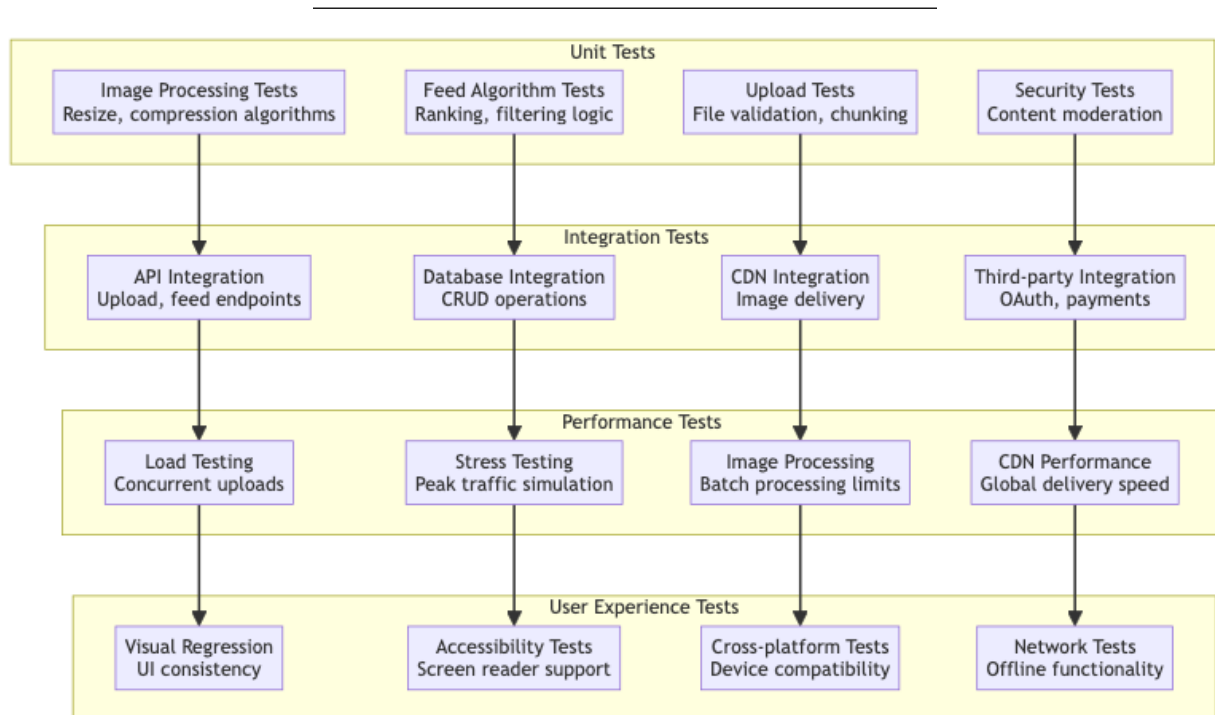 Unit Tests
Image Processing Tests
Resize, compression algorithms
Feed Algorithm Tests
Ranking, filtering logic
Upload Tests
File validation, chunking
Security Tests
Content moderation
Integration Tests
API Integration
Upload, feed endpoints
Database Integration
CRUD operations
CDN Integration
Image delivery
Third-party Integration
OAuth, payments
Performance Tests
Load Testing
Concurrent uploads
Stress Testing
Peak traffic simulation
Image Processing
Batch processing limits
CDN Performance
Global delivery speed
User Experience Tests
Visual Regression
UI consistency
Accessibility Tests
Screen reader support
Cross-platform Tests
Device compatibility
Network Tests
Offline functionality